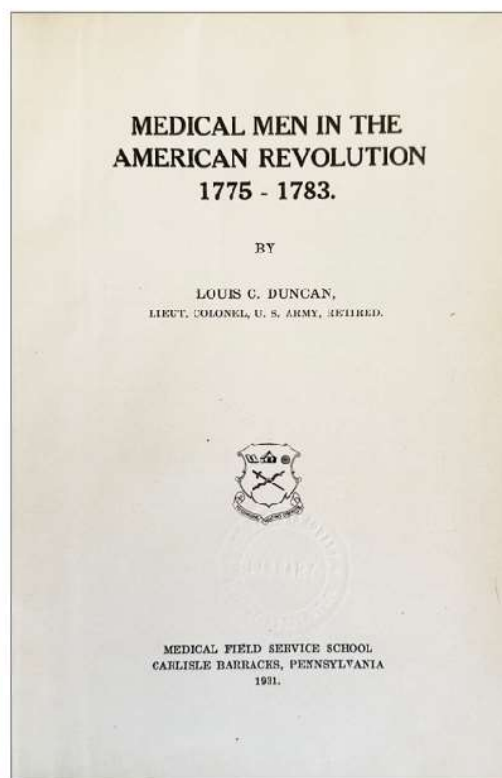 MEDICAL MEN IN THE
AMERICAN REVOLUTION
1775 - 1783.
BY
LOUIS C. DUNCAN,
LIEUT. COLONEL, U. S. ARMY, RETIRED.
LIBRARY
MEDICAL FIELD SERVICE SCHOOL
CARLISLE BARRACKS, PENNSYLVANIA
1931.